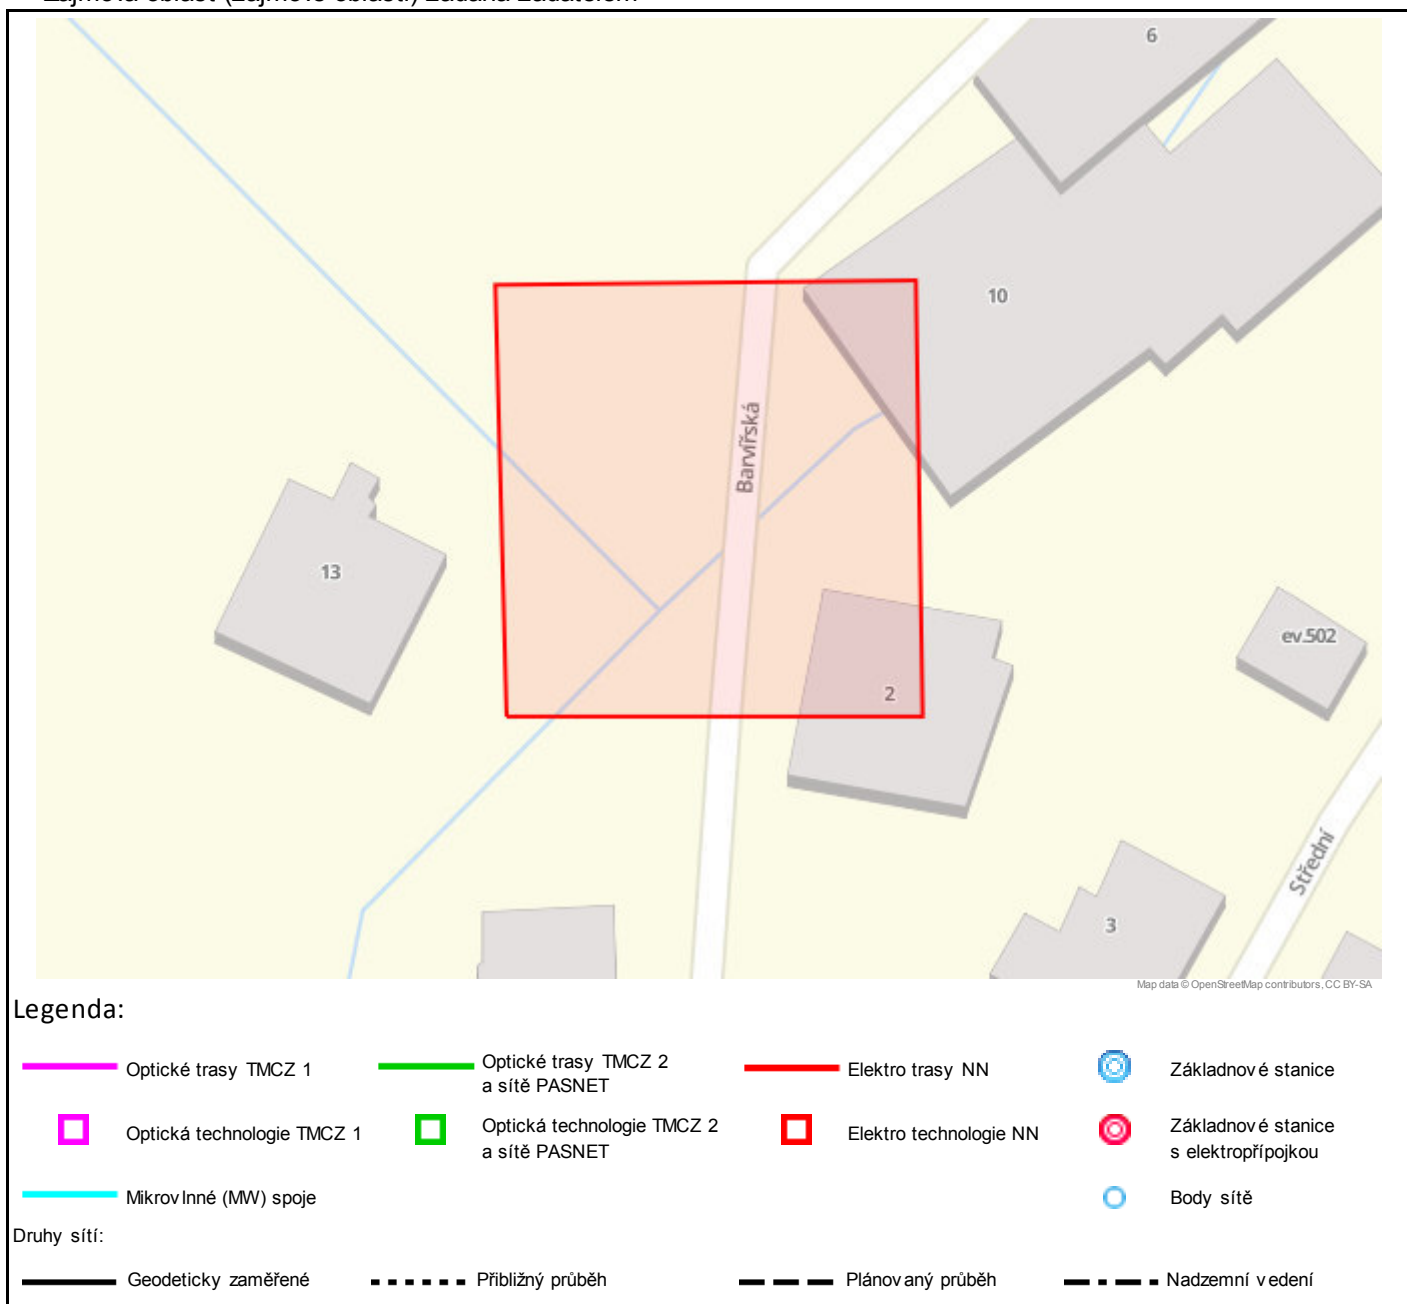 6
10
Barvířská
13
ev.502
2
Střední
3
Map data © OpenStreetMap contributors, CC BY-SA
Legenda:
Optické trasy TMCZ 1
Optické trasy TMCZ 2
a sítě PASNET
Elektro trasy NN
Základnové stanice
Optická technologie TMCZ 1
Optická technologie TMCZ 2
a sítě PASNET
Elektro technologie NN
Základnové stanice
s elektropřípojkou
Mikrovlnné (MW) spoje
Body sítě
Druhy sítí:
Geodeticky zaměřené
Přibližný průběh
Plánovaný průběh
Nadzemní vedení